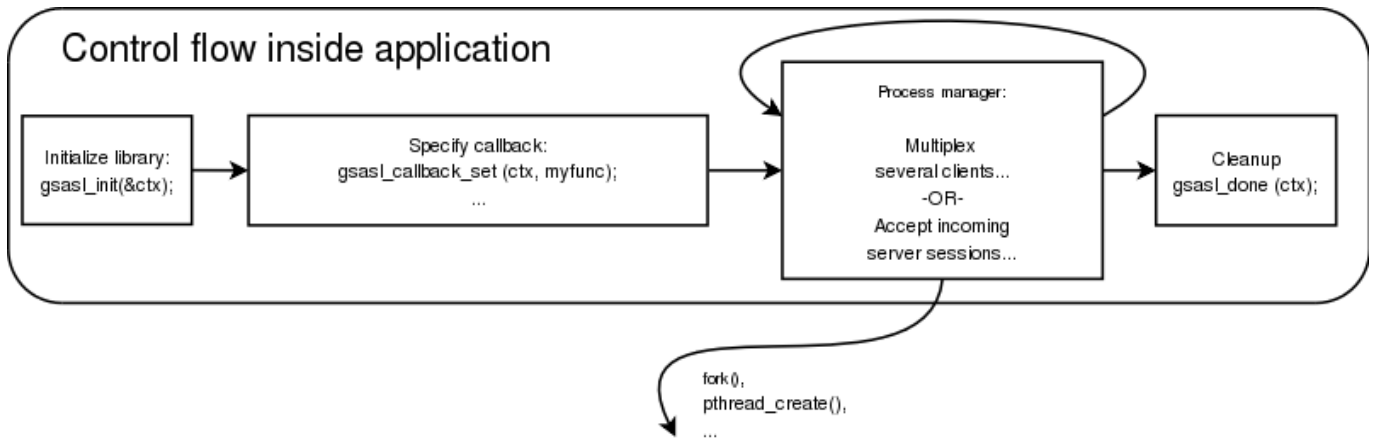 Control flow inside application
Initialize library:
gsasl_init(&ctx);
Specify callback:
gsasl_callback_set (ctx, myfunc);
...
Process manager:
Multiplex
several clients...
-OR-
Accept incoming
server sessions...
Cleanup
gsasl_done (ctx);
fork(),
pthread_create(),
...